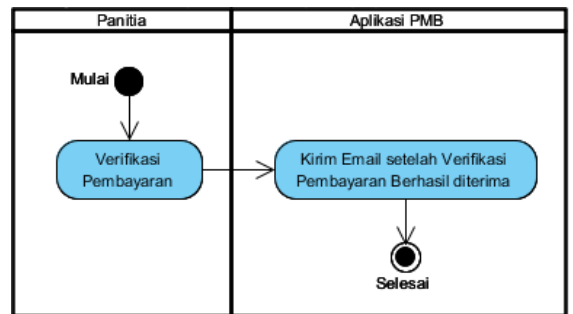 Panitia
Aplikasi PMB
Mulai
Verifikasi
Pembayaran
Kirim Email setelah Verifikasi
Pembayaran Berhasil diterima
Selesai